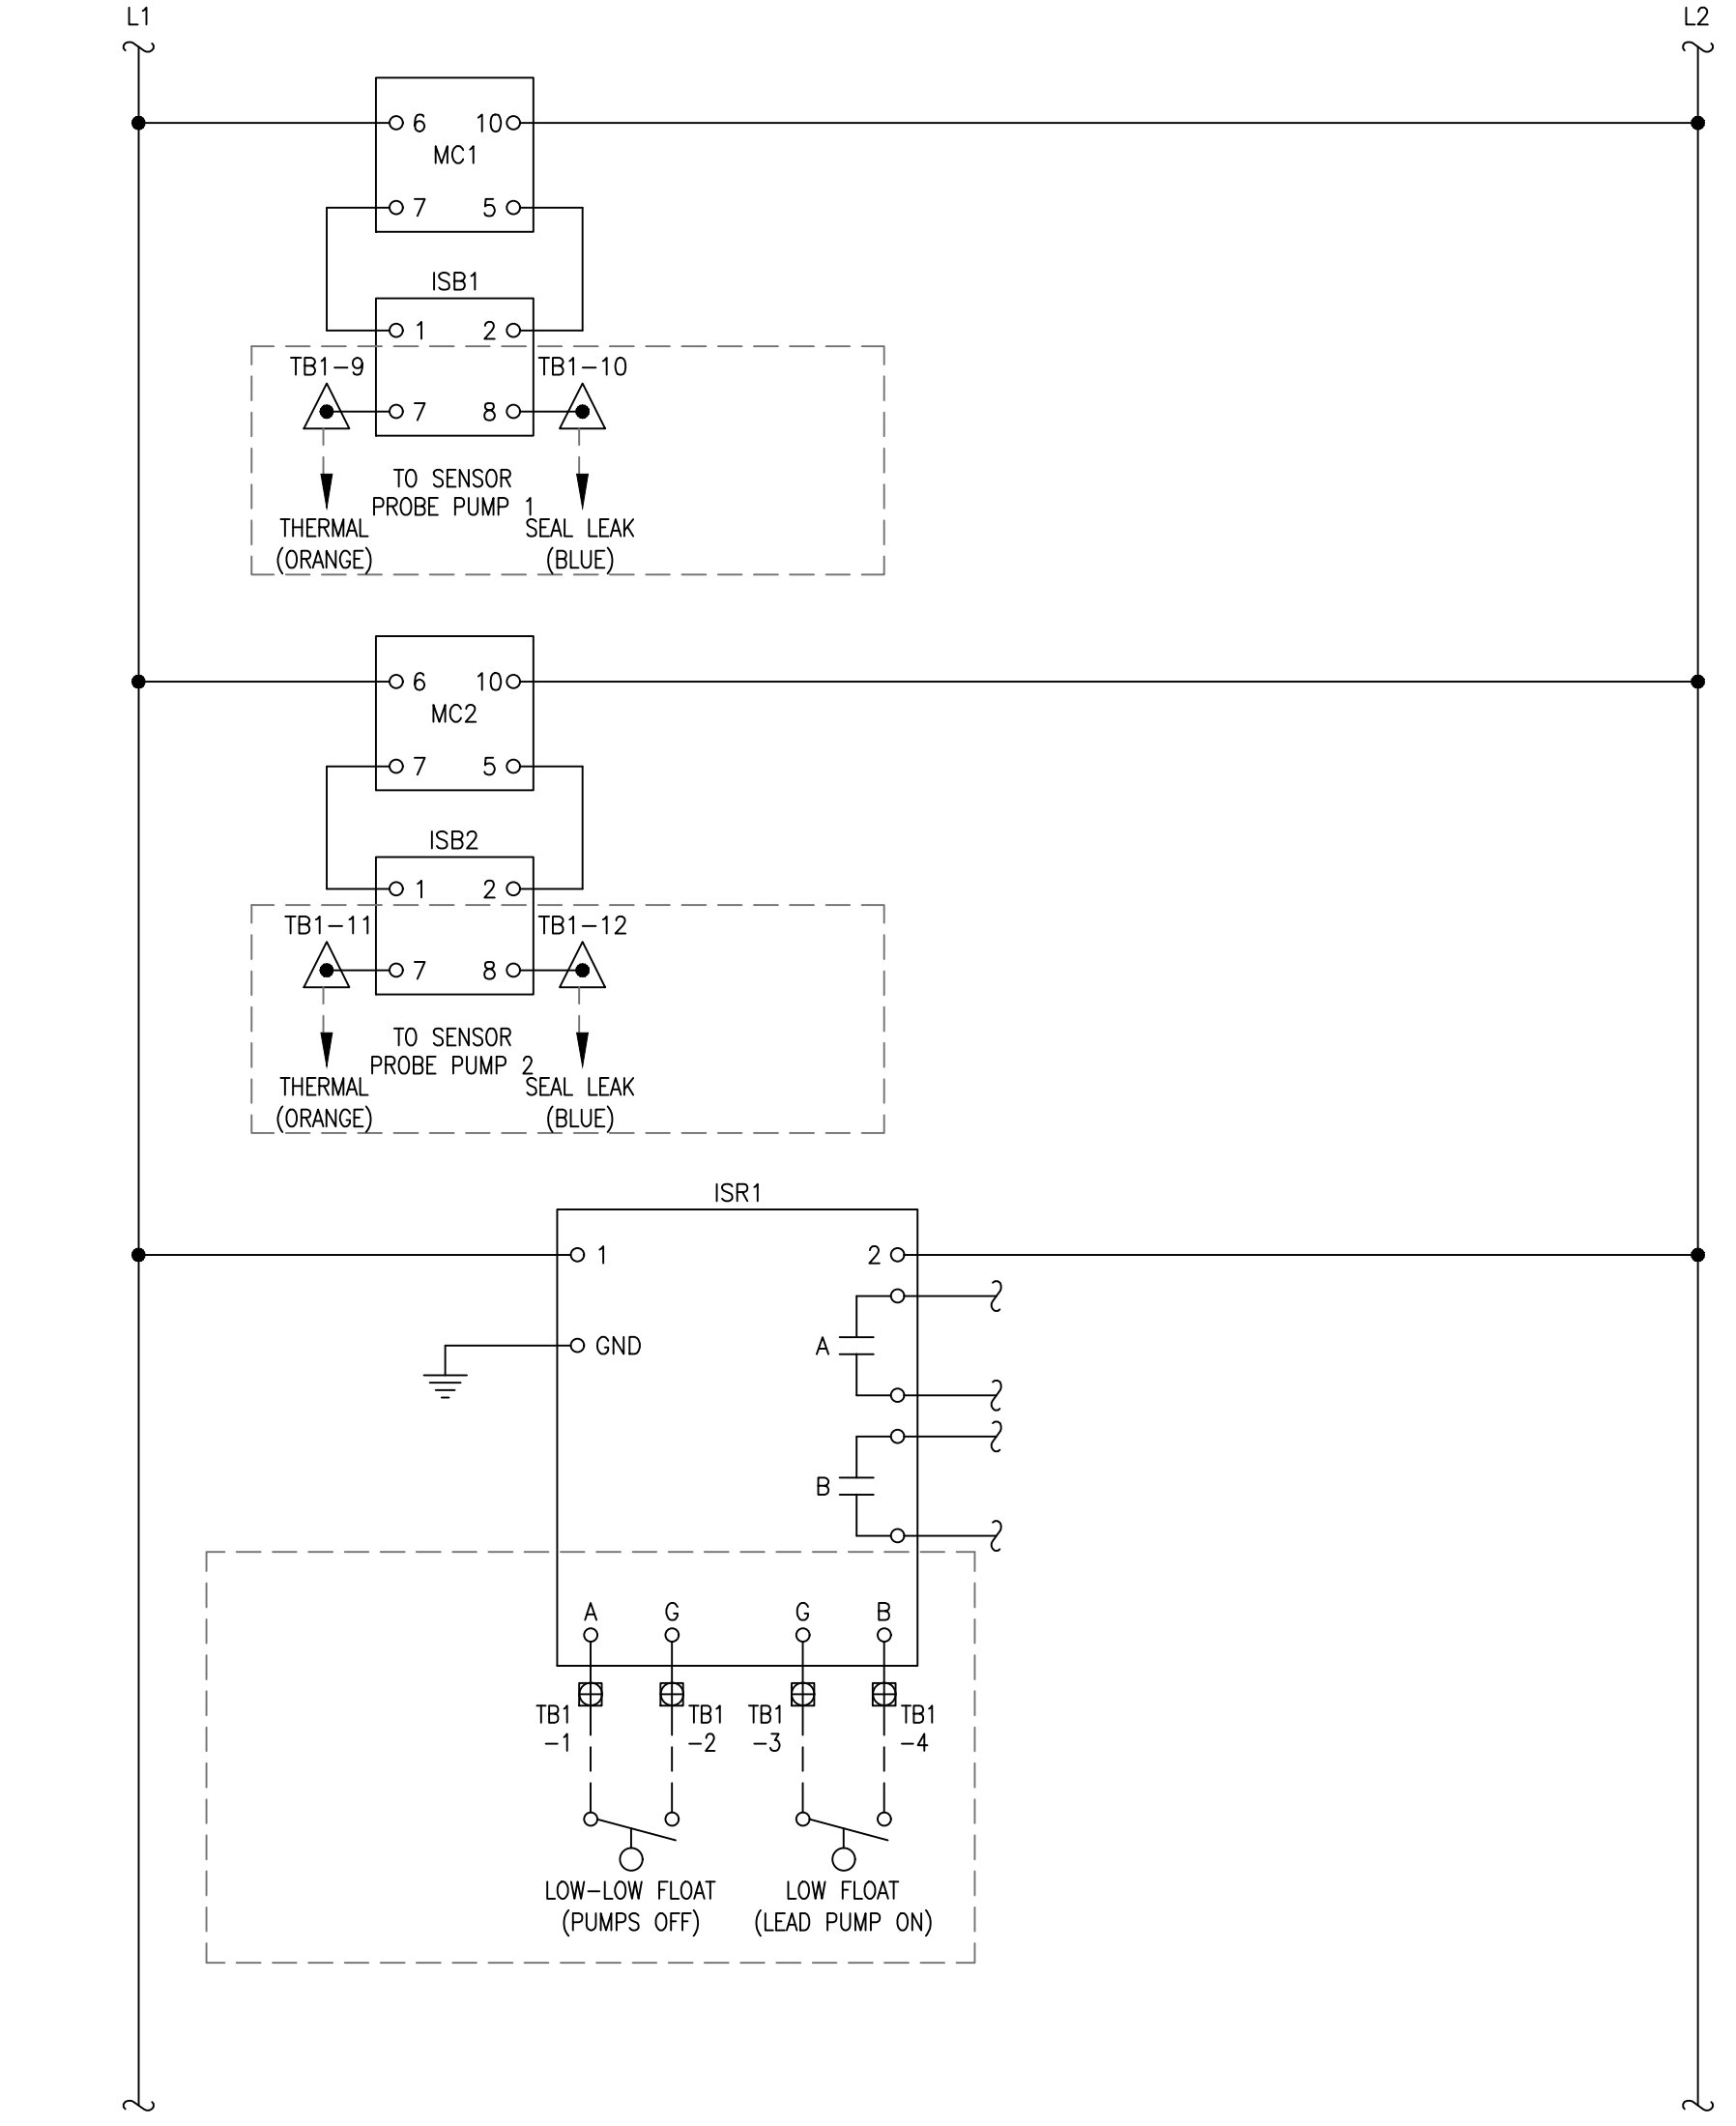 L1 L2
6 10
MC1
7 5
ISB1
1 2
TB1-9 TB1-10
7 8
TO SENSOR
PROBE PUMP 1
THERMAL SEAL LEAK
(ORANGE) (BLUE)
6 10
MC2
7 5
ISB2
1 2
TB1-11 TB1-12
7 8
TO SENSOR
PROBE PUMP 2
THERMAL SEAL LEAK
(ORANGE) (BLUE)
ISR1
1 2
GND A
B
A G G B
TB1 TB1 TB1 TB1
-1 -2 -3 -4
LOW-LOW FLOAT LOW FLOAT
(PUMPS OFF) (LEAD PUMP ON)